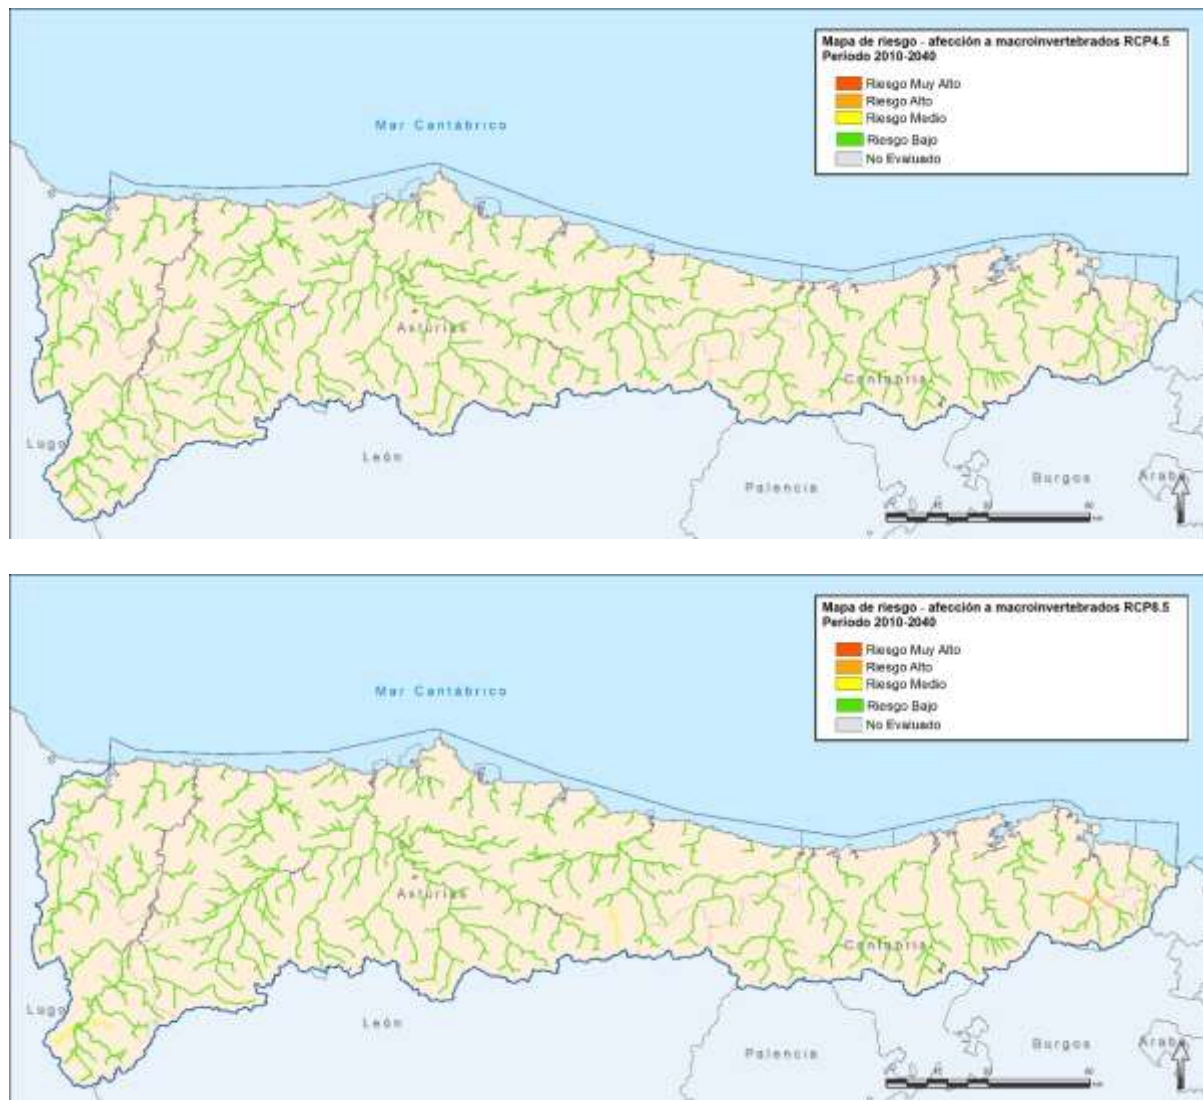 Mapa de riesgo - afección a macroinvertebrados RCP4.5
Periodo 2010-2040
Riesgo Muy Alto
Riesgo Alto
Riesgo Medio
Riesgo Bajo
No Evaluado
Mar Cantábrico
Asturias
Cantabria
Lugo
León
Palencia
Burgos
Araba
Mapa de riesgo - afección a macroinvertebrados RCP8.5
Periodo 2010-2040
Riesgo Muy Alto
Riesgo Alto
Riesgo Medio
Riesgo Bajo
No Evaluado
Mar Cantábrico
Asturias
Cantabria
Lugo
León
Palencia
Burgos
Araba